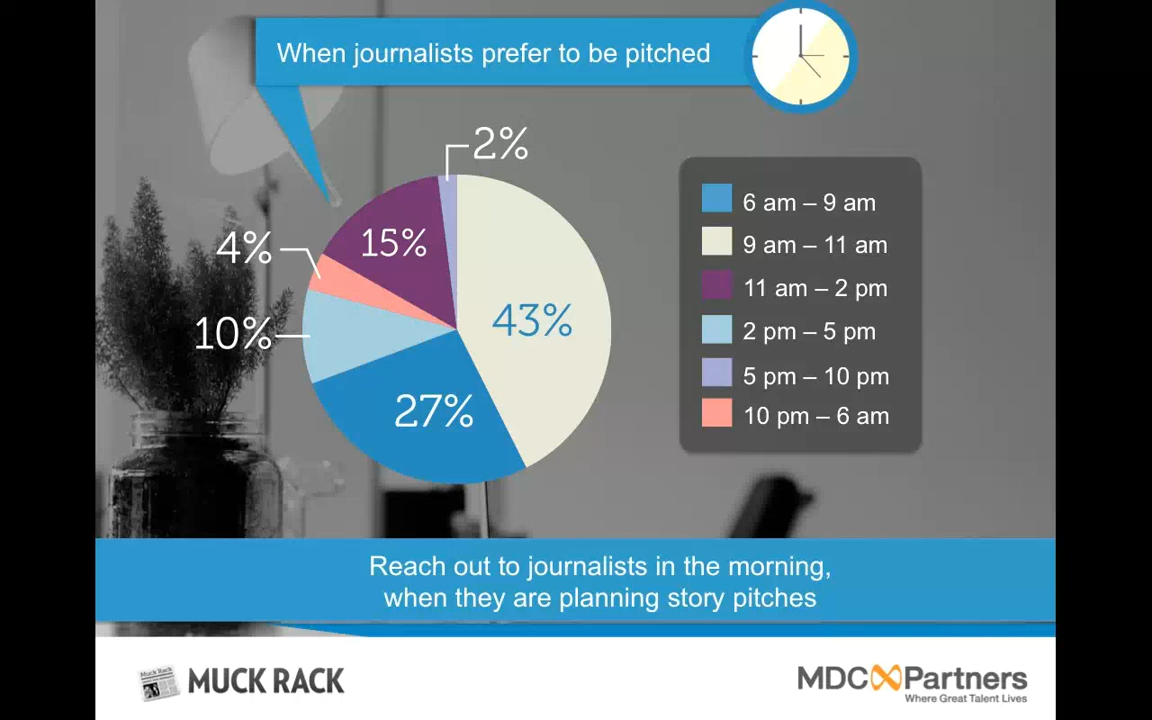 When journalists prefer to be pitched
2%
4%
15%
10%
43%
27%
6 am – 9 am
9 am – 11 am
11 am – 2 pm
2 pm – 5 pm
5 pm – 10 pm
10 pm – 6 am
Reach out to journalists in the morning,
when they are planning story pitches
Muck Rack
MUCK RACK
MDC Partners
Where Great Talent Lives